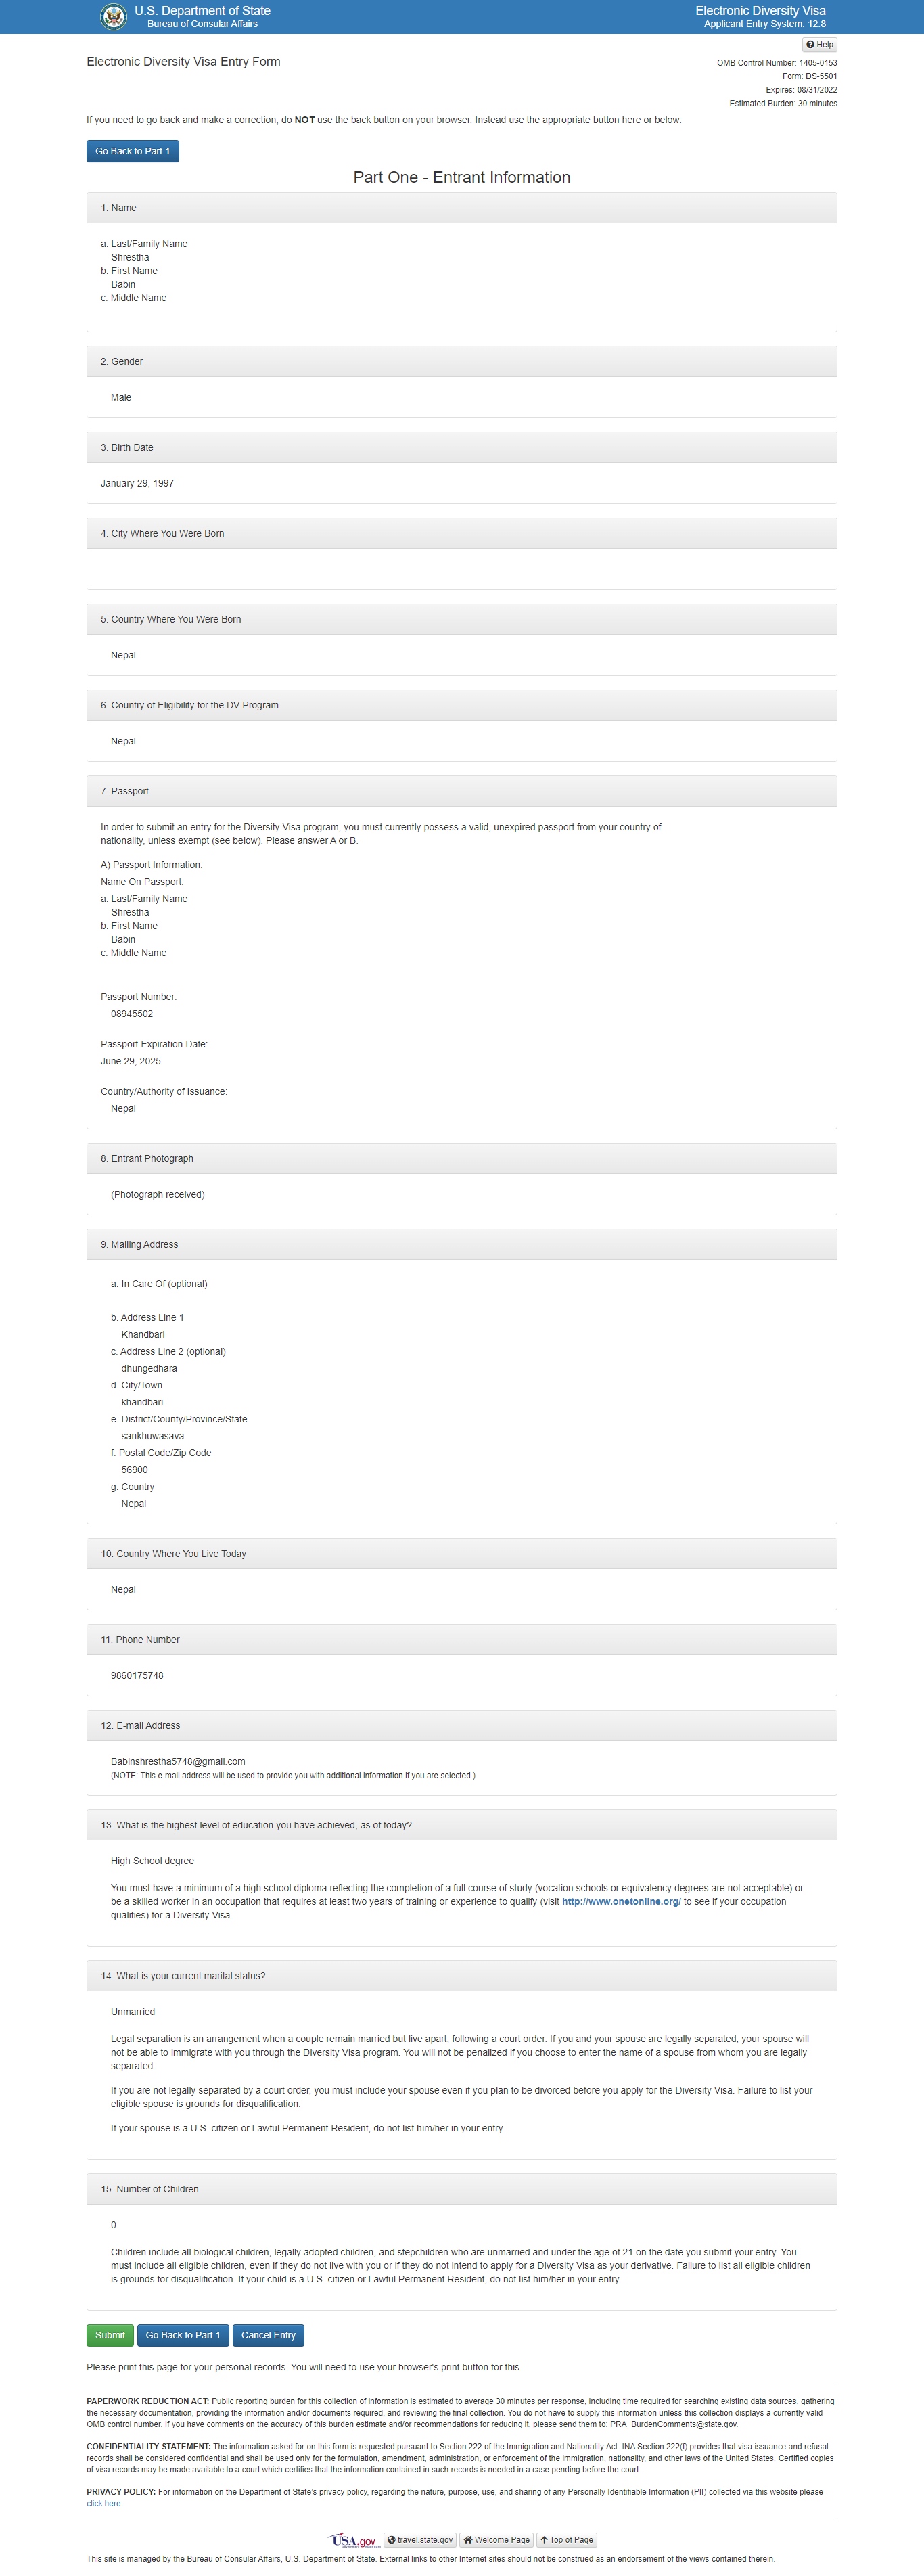 U.S. Department of State
Bureau of Consular Affairs
Electronic Diversity Visa
Applicant Entry System: 12.8
Help
Electronic Diversity Visa Entry Form
OMB Control Number: 1405-0153
Form: DS-5501
Expires: 08/31/2022
Estimated Burden: 30 minutes
If you need to go back and make a correction, do NOT use the back button on your browser. Instead use the appropriate button here or below:
Go Back to Part 1
Part One - Entrant Information
1. Name
a. Last/Family Name
Shrestha
b. First Name
Babin
c. Middle Name
2. Gender
Male
3. Birth Date
January 29, 1997
4. City Where You Were Born
5. Country Where You Were Born
Nepal
6. Country of Eligibility for the DV Program
Nepal
7. Passport
In order to submit an entry for the Diversity Visa program, you must currently possess a valid, unexpired passport from your country of
nationality, unless exempt (see below). Please answer A or B.
A) Passport Information:
Name On Passport:
a. Last/Family Name
Shrestha
b. First Name
Babin
c. Middle Name
Passport Number:
08945502
Passport Expiration Date:
June 29, 2025
Country/Authority of Issuance:
Nepal
8. Entrant Photograph
(Photograph received)
9. Mailing Address
a. In Care Of (optional)
b. Address Line 1
Khandbari
c. Address Line 2 (optional)
dhungedhara
d. City/Town
khandbari
e. District/County/Province/State
sankhuwasava
f. Postal Code/Zip Code
56900
g. Country
Nepal
10. Country Where You Live Today
Nepal
11. Phone Number
9860175748
12. E-mail Address
Babinshrestha5748@gmail.com
(NOTE: This e-mail address will be used to provide you with additional information if you are selected.)
13. What is the highest level of education you have achieved, as of today?
High School degree
You must have a minimum of a high school diploma reflecting the completion of a full course of study (vocation schools or equivalency degrees are not acceptable) or
be a skilled worker in an occupation that requires at least two years of training or experience to qualify (visit http://www.onetonline.org/ to see if your occupation
qualifies) for a Diversity Visa.
14. What is your current marital status?
Unmarried
Legal separation is an arrangement when a couple remain married but live apart, following a court order. If you and your spouse are legally separated, your spouse will
not be able to immigrate with you through the Diversity Visa program. You will not be penalized if you choose to enter the name of a spouse from whom you are legally
separated.
If you are not legally separated by a court order, you must include your spouse even if you plan to be divorced before you apply for the Diversity Visa. Failure to list your
eligible spouse is grounds for disqualification.
If your spouse is a U.S. citizen or Lawful Permanent Resident, do not list him/her in your entry.
15. Number of Children
0
Children include all biological children, legally adopted children, and stepchildren who are unmarried and under the age of 21 on the date you submit your entry. You
must include all eligible children, even if they do not live with you or if they do not intend to apply for a Diversity Visa as your derivative. Failure to list all eligible children
is grounds for disqualification. If your child is a U.S. citizen or Lawful Permanent Resident, do not list him/her in your entry.
Submit
Go Back to Part 1
Cancel Entry
Please print this page for your personal records. You will need to use your browser's print button for this.
PAPERWORK REDUCTION ACT: Public reporting burden for this collection of information is estimated to average 30 minutes per response, including time required for searching existing data sources, gathering
the necessary documentation, providing the information and/or documents required, and reviewing the final collection. You do not have to supply this information unless this collection displays a currently valid
OMB control number. If you have comments on the accuracy of this burden estimate and/or recommendations for reducing it, please send them to: PRA_BurdenComments@state.gov.
CONFIDENTIALITY STATEMENT: The information asked for on this form is requested pursuant to Section 222 of the Immigration and Nationality Act. INA Section 222(f) provides that visa issuance and refusal
records shall be considered confidential and shall be used only for the formulation, amendment, administration, or enforcement of the immigration, nationality, and other laws of the United States. Certified copies
of visa records may be made available to a court which certifies that the information contained in such records is needed in a case pending before the court.
PRIVACY POLICY: For information on the Department of State's privacy policy, regarding the nature, purpose, use, and sharing of any Personally Identifiable Information (PII) collected via this website please
click here.
USA.gov
travel.state.gov
Welcome Page
Top of Page
This site is managed by the Bureau of Consular Affairs, U.S. Department of State. External links to other Internet sites should not be construed as an endorsement of the views contained therein.